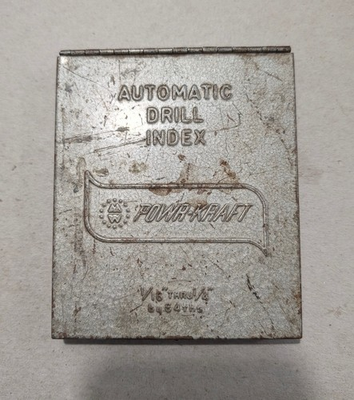 AUTOMATIC
DRILL
INDEX
POWR-KRAFT
1/16" THRU 1/4"
by 64ths